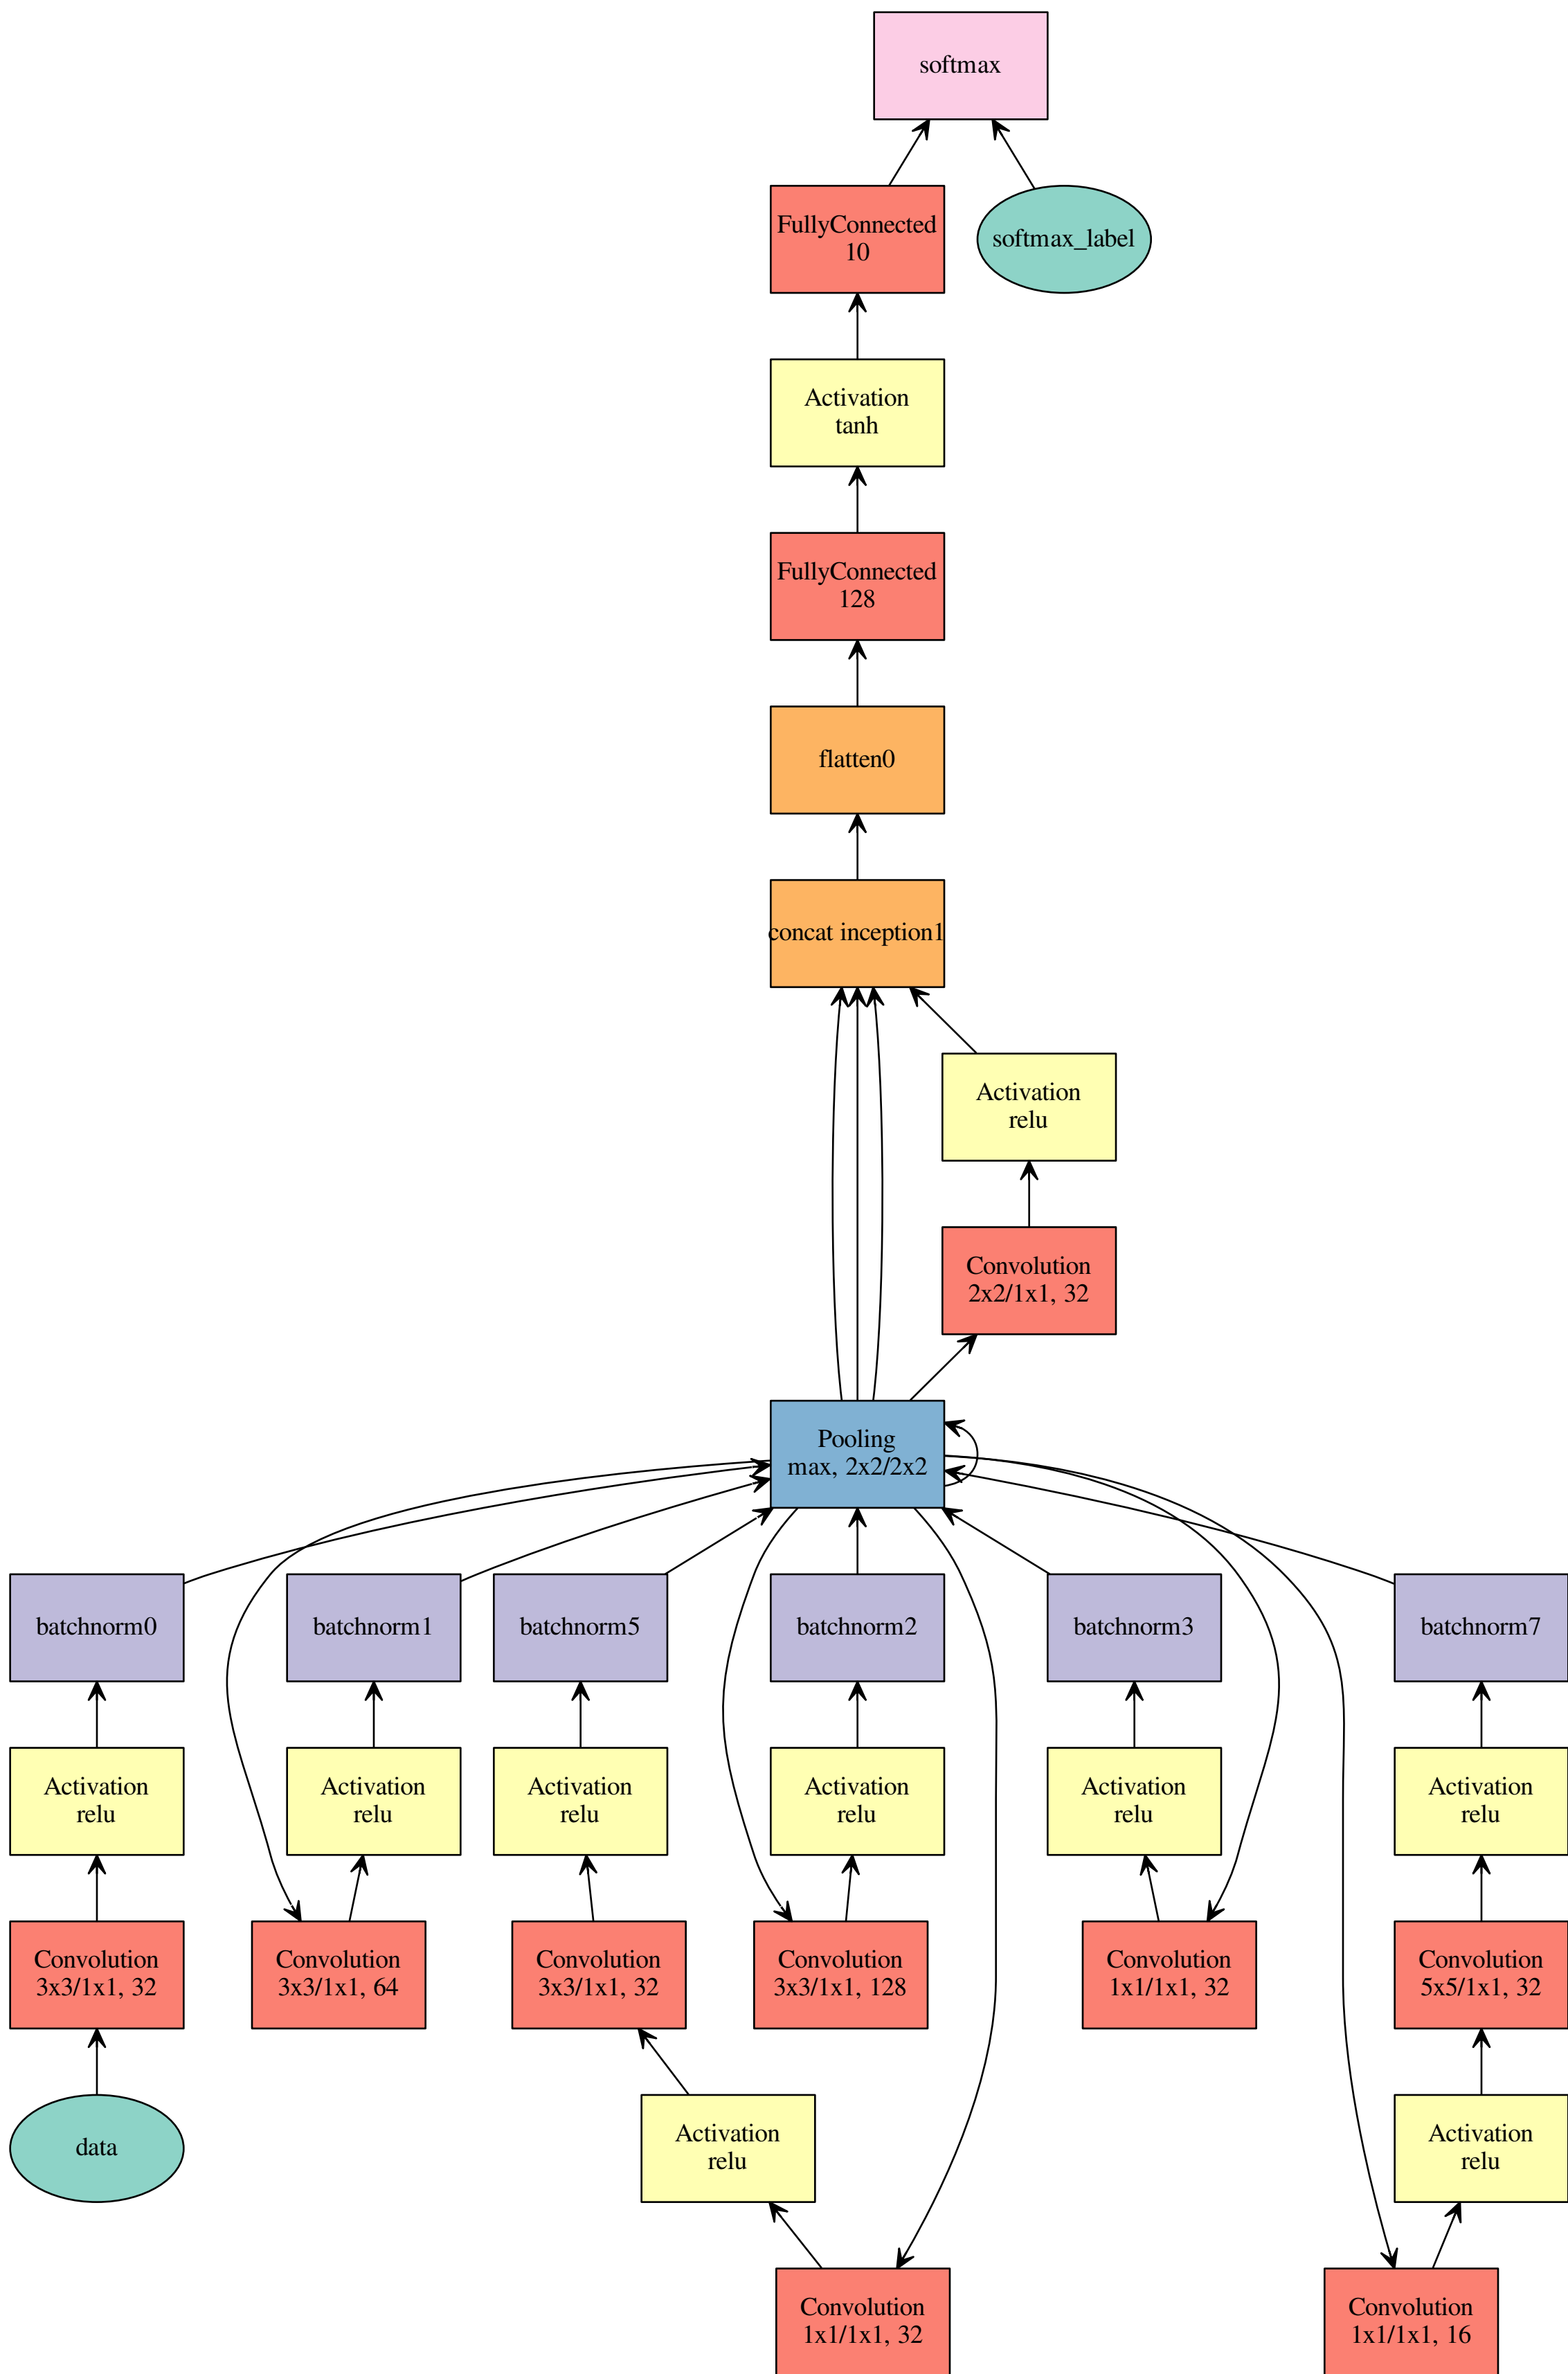 softmax
FullyConnected
10
softmax_label
Activation
tanh
FullyConnected
128
flatten0
concat inception1
Activation
relu
Convolution
2x2/1x1, 32
Pooling
max, 2x2/2x2
batchnorm0
batchnorm1
batchnorm5
batchnorm2
batchnorm3
batchnorm7
Activation
relu
Activation
relu
Activation
relu
Activation
relu
Activation
relu
Activation
relu
Convolution
3x3/1x1, 32
Convolution
3x3/1x1, 64
Convolution
3x3/1x1, 32
Convolution
3x3/1x1, 128
Convolution
1x1/1x1, 32
Convolution
5x5/1x1, 32
data
Activation
relu
Activation
relu
Convolution
1x1/1x1, 32
Convolution
1x1/1x1, 16